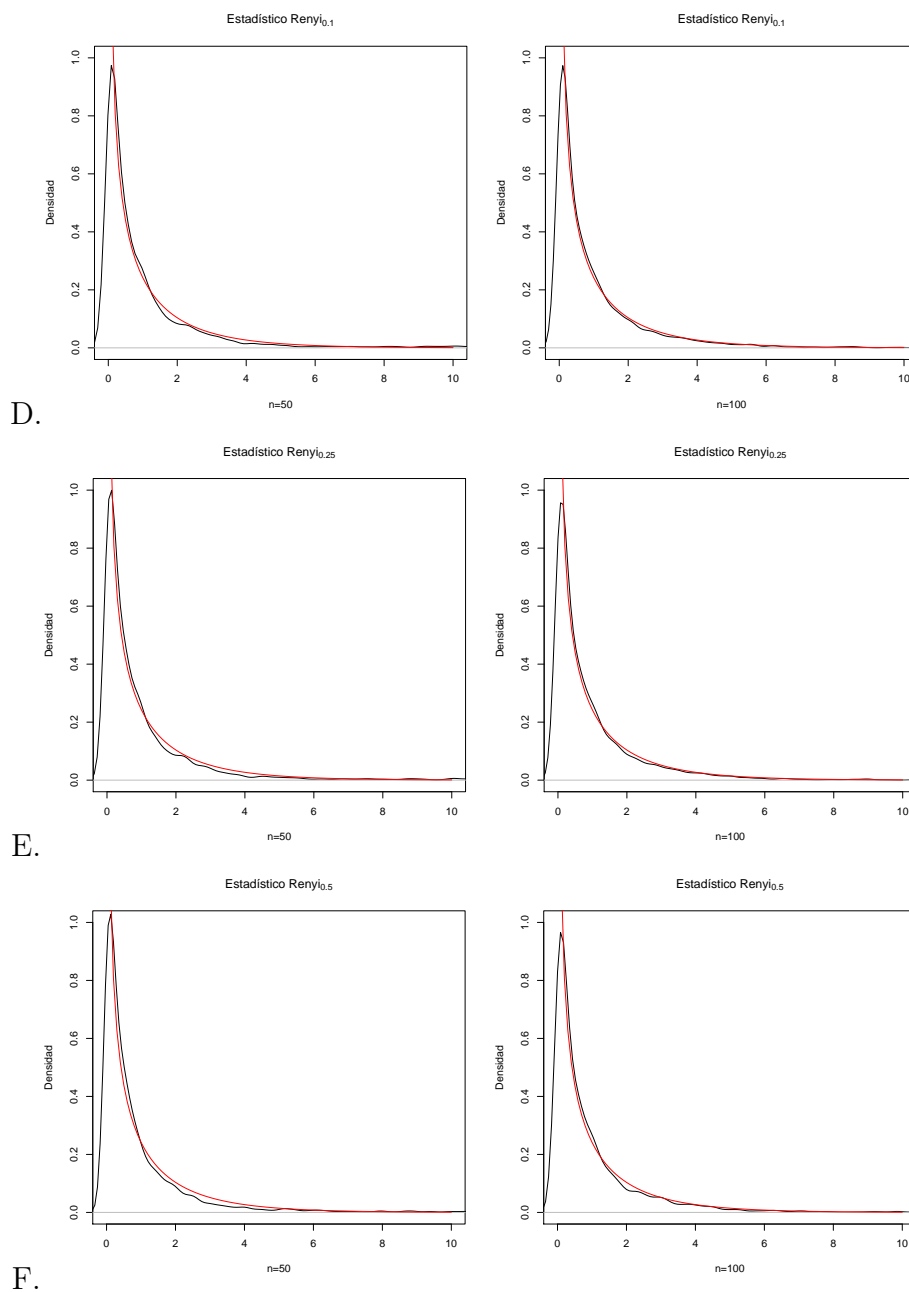 Estadístico Renyi0.1
Densidad
0.0 0.2 0.4 0.6 0.8 1.0
0 2 4 6 8 10
n=50
Estadístico Renyi0.1
Densidad
0.0 0.2 0.4 0.6 0.8 1.0
0 2 4 6 8 10
n=100
D.
Estadístico Renyi0.25
Densidad
0.0 0.2 0.4 0.6 0.8 1.0
0 2 4 6 8 10
n=50
Estadístico Renyi0.25
Densidad
0.0 0.2 0.4 0.6 0.8 1.0
0 2 4 6 8 10
n=100
E.
Estadístico Renyi0.5
Densidad
0.0 0.2 0.4 0.6 0.8 1.0
0 2 4 6 8 10
n=50
Estadístico Renyi0.5
Densidad
0.0 0.2 0.4 0.6 0.8 1.0
0 2 4 6 8 10
n=100
F.